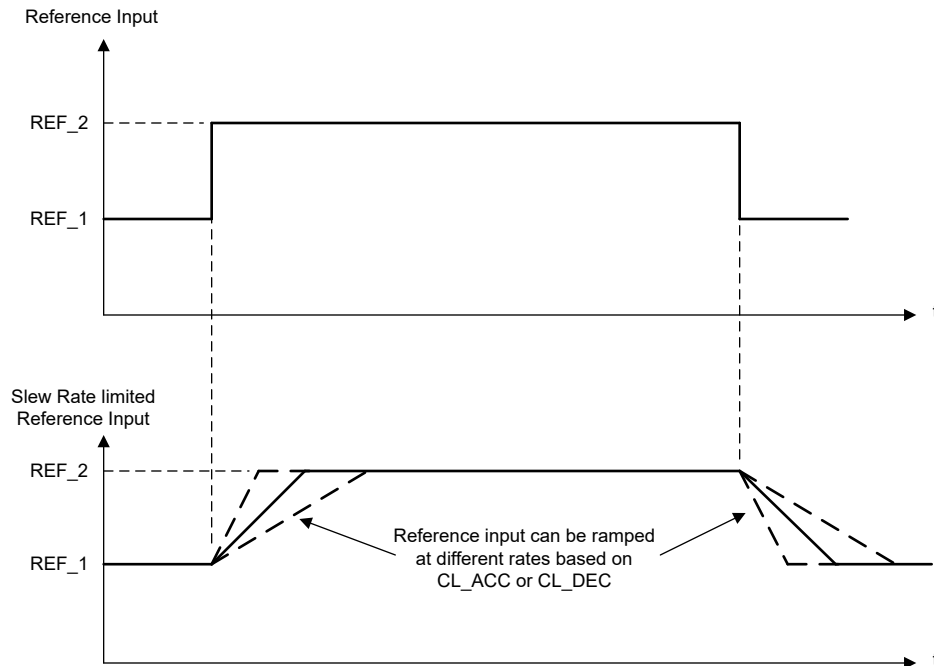 Reference Input
REF_2
REF_1
Slew Rate limited
Reference Input
REF_2
REF_1
Reference input can be ramped
at different rates based on
CL_ACC or CL_DEC